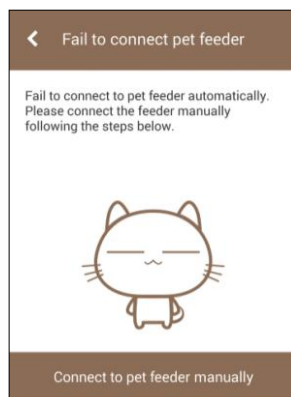 Fail to connect pet feeder
Fail to connect to pet feeder automatically.
Please connect the feeder manually
following the steps below.
Connect to pet feeder manually